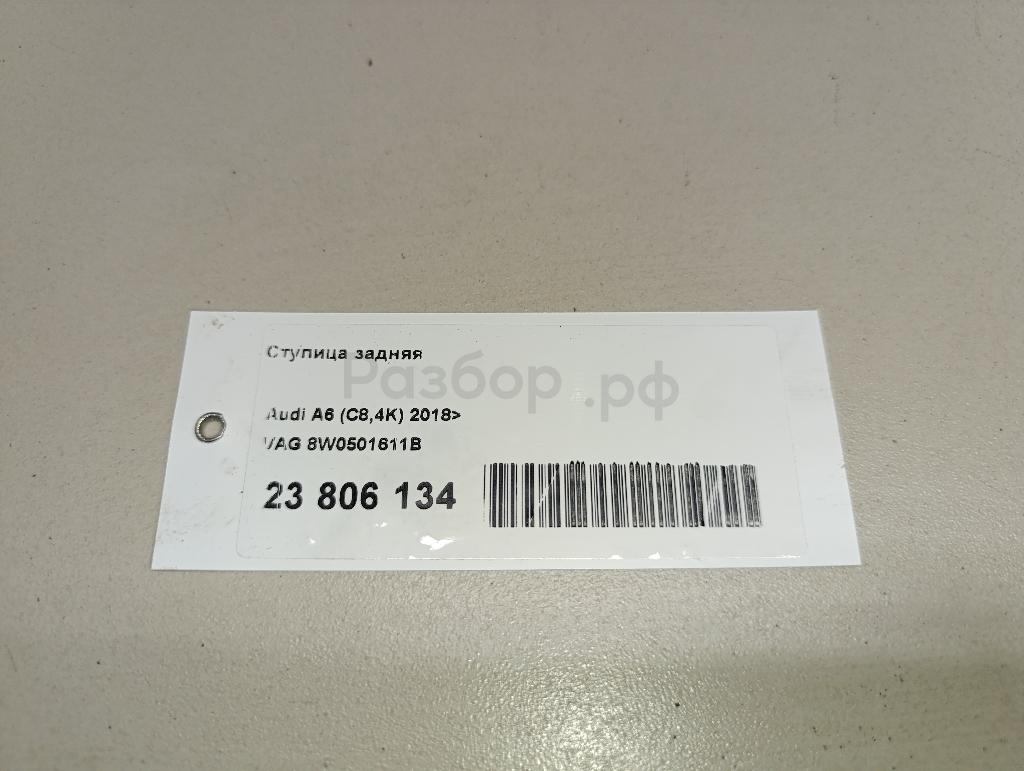 Ступица задняя
Разбор.рф
Audi A6 (C8,4K) 2018>
VAG 8W0501611B
23 806 134